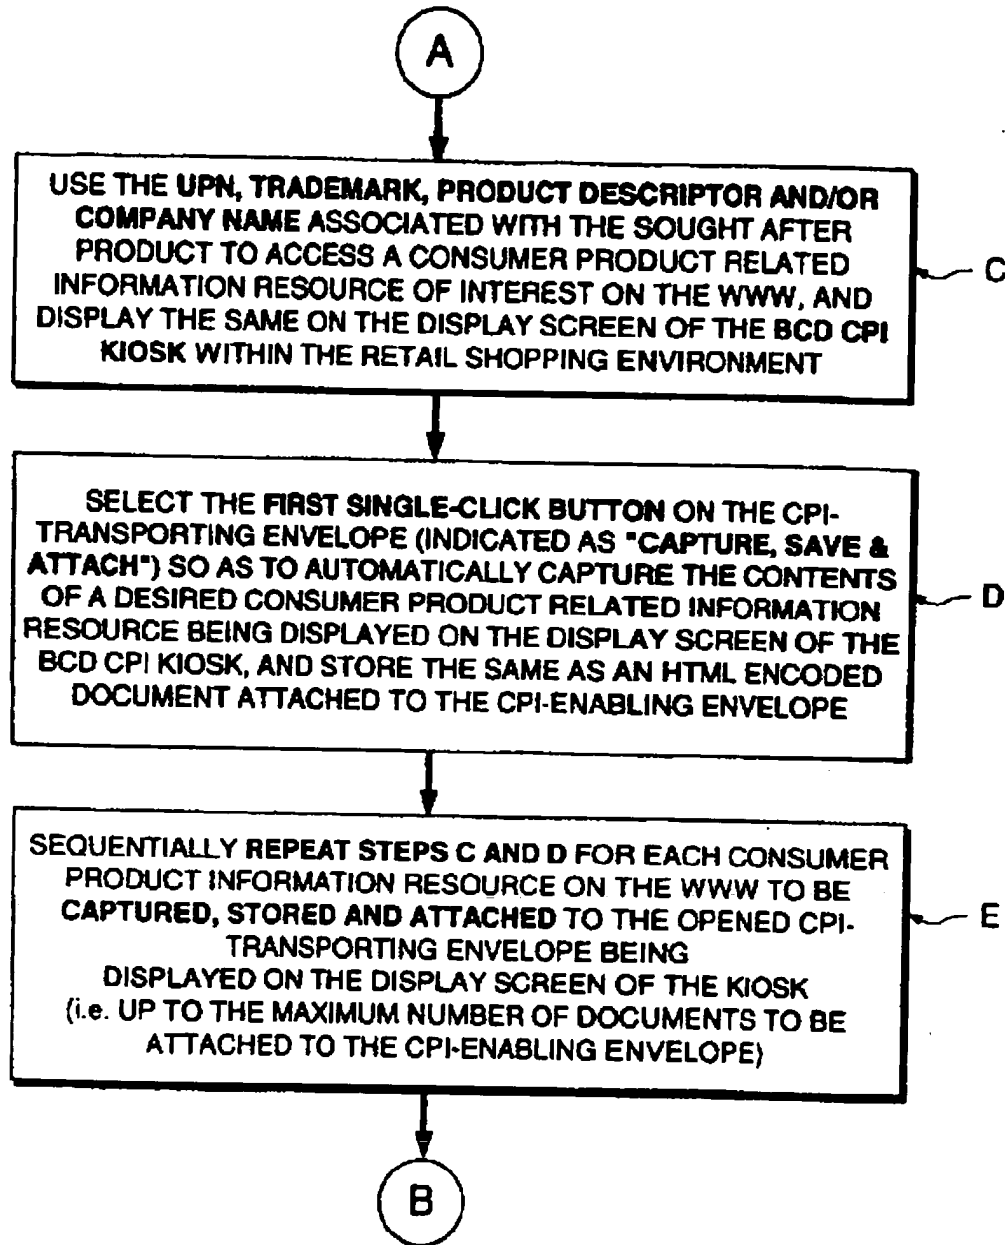 A
USE THE UPN, TRADEMARK, PRODUCT DESCRIPTOR AND/OR
COMPANY NAME ASSOCIATED WITH THE SOUGHT AFTER
PRODUCT TO ACCESS A CONSUMER PRODUCT RELATED
INFORMATION RESOURCE OF INTEREST ON THE WWW, AND
DISPLAY THE SAME ON THE DISPLAY SCREEN OF THE BCD CPI
KIOSK WITHIN THE RETAIL SHOPPING ENVIRONMENT
C
SELECT THE FIRST SINGLE-CLICK BUTTON ON THE CPI-
TRANSPORTING ENVELOPE (INDICATED AS "CAPTURE, SAVE &
ATTACH") SO AS TO AUTOMATICALLY CAPTURE THE CONTENTS
OF A DESIRED CONSUMER PRODUCT RELATED INFORMATION
RESOURCE BEING DISPLAYED ON THE DISPLAY SCREEN OF THE
BCD CPI KIOSK, AND STORE THE SAME AS AN HTML ENCODED
DOCUMENT ATTACHED TO THE CPI-ENABLING ENVELOPE
D
SEQUENTIALLY REPEAT STEPS C AND D FOR EACH CONSUMER
PRODUCT INFORMATION RESOURCE ON THE WWW TO BE
CAPTURED, STORED AND ATTACHED TO THE OPENED CPI-
TRANSPORTING ENVELOPE BEING
DISPLAYED ON THE DISPLAY SCREEN OF THE KIOSK
(i.e. UP TO THE MAXIMUM NUMBER OF DOCUMENTS TO BE
ATTACHED TO THE CPI-ENABLING ENVELOPE)
E
B